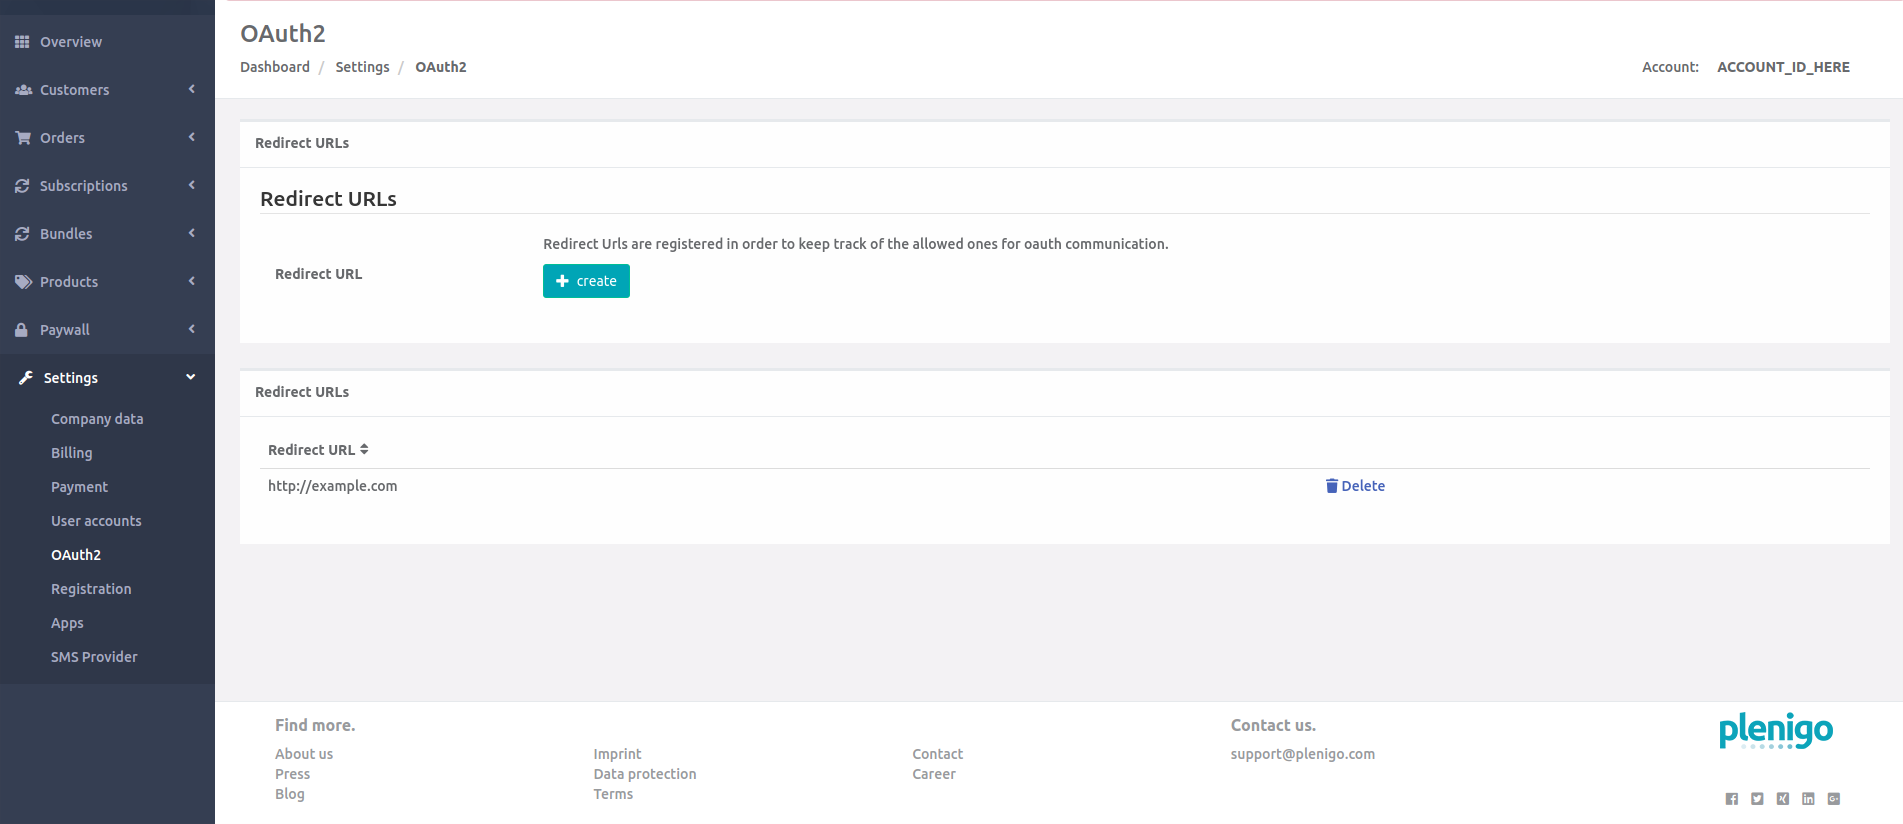 OAuth2
Dashboard / Settings / OAuth2
Account: ACCOUNT_ID_HERE
Overview
Customers
Orders
Subscriptions
Bundles
Products
Paywall
Settings
Company data
Billing
Payment
User accounts
OAuth2
Registration
Apps
SMS Provider
Redirect URLs
Redirect URLs
Redirect Urls are registered in order to keep track of the allowed ones for oauth communication.
Redirect URL
create
Redirect URLs
Redirect URL
http://example.com Delete
Find more.
About us
Press
Blog
Imprint
Data protection
Terms
Contact
Career
Contact us.
support@plenigo.com
plenigo